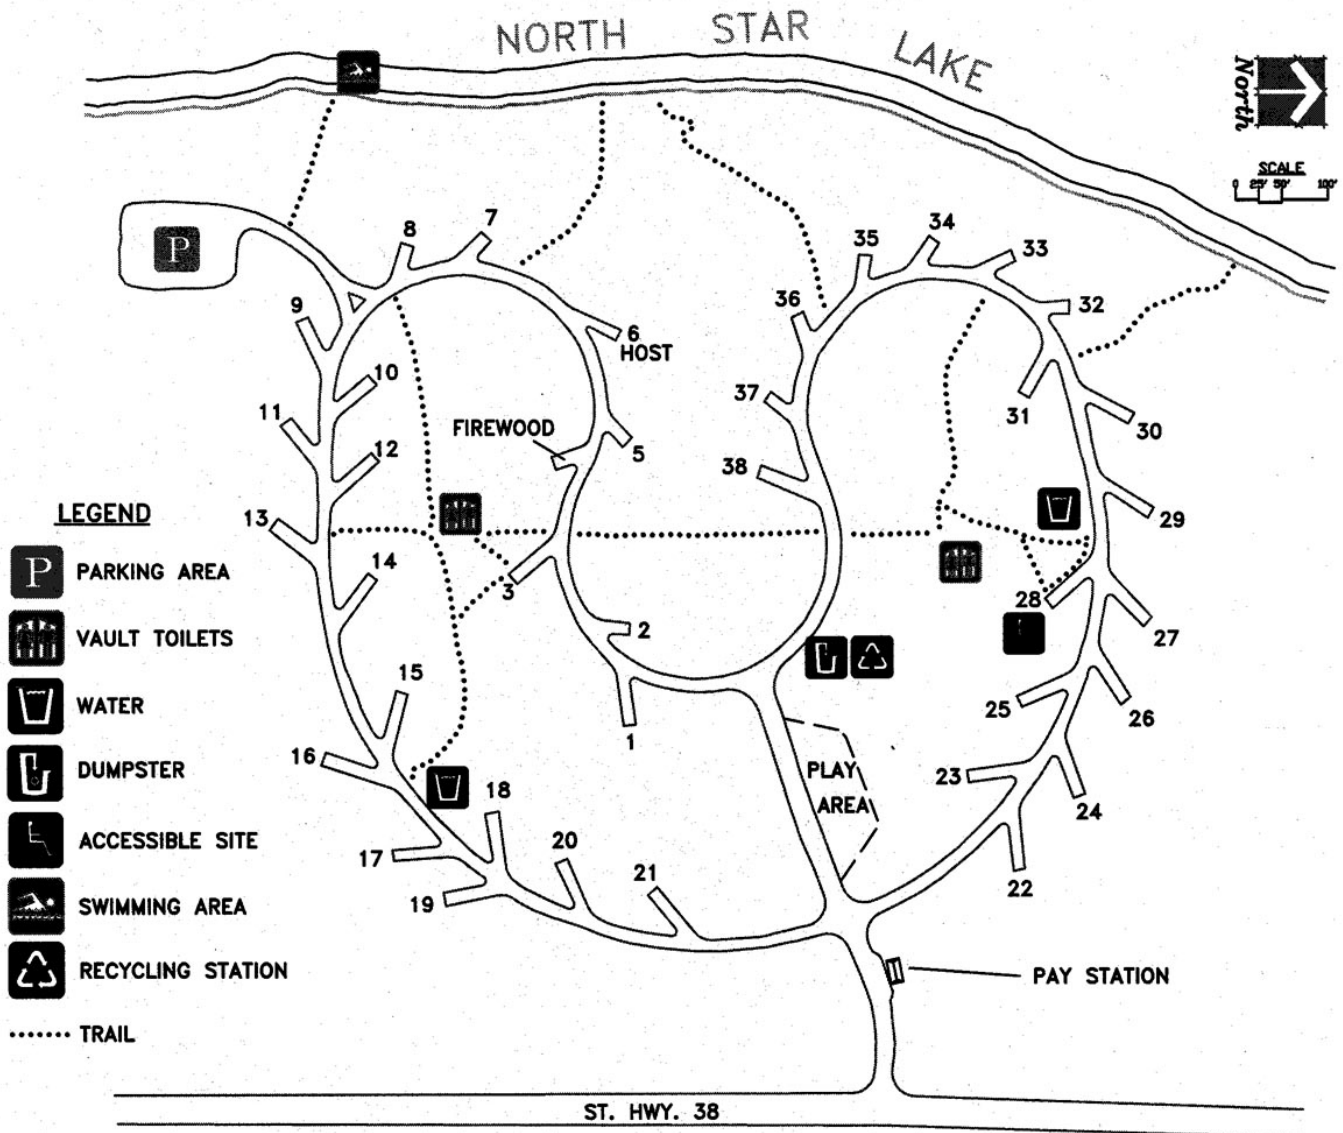 NORTH STAR LAKE
North
SCALE
0 25' 50' 100'
P
7
8
34
35
33
9
36
32
6
HOST
10
37
31
11
30
FIREWOOD
5
12
38
LEGEND
13
29
P PARKING AREA
14
3
28
VAULT TOILETS
2
27
15
WATER
25
26
1
16
DUMPSTER
PLAY
AREA
23
18
24
ACCESSIBLE SITE
20
17
21
22
19
SWIMMING AREA
RECYCLING STATION
PAY STATION
TRAIL
ST. HWY. 38